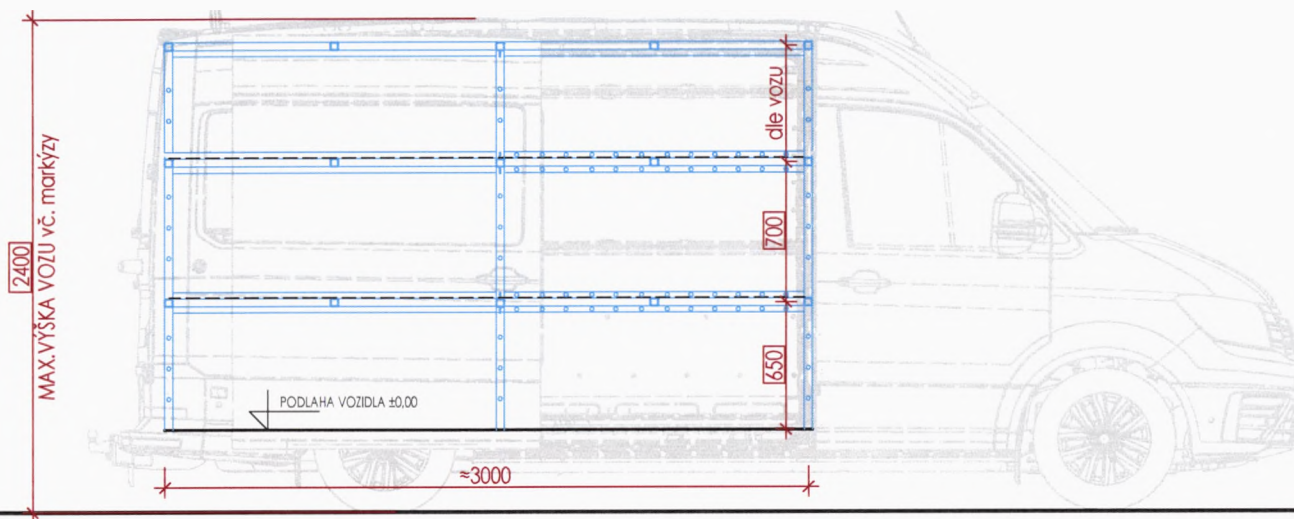 dle vozu
2400
MAX.VÝŠKA VOZU vč. markýzy
700
650
PODLAHA VOZIDLA ±0,00
≈3000